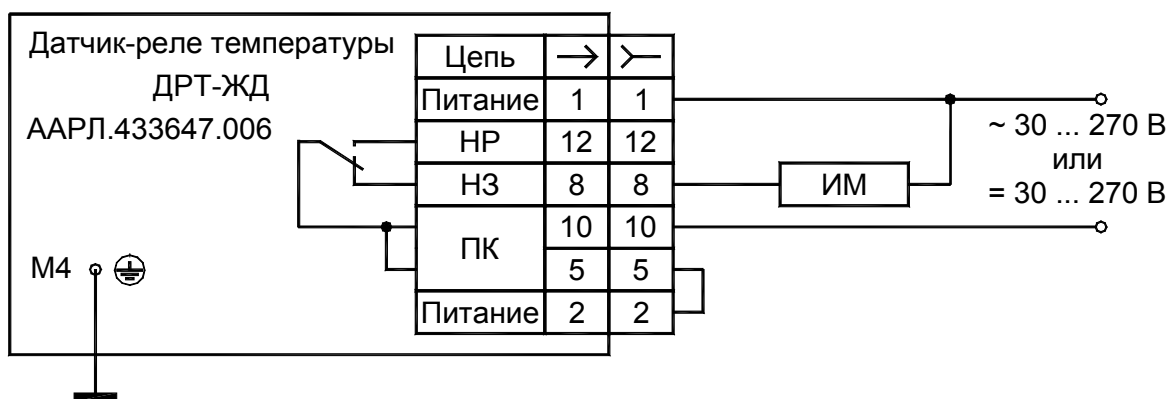 Датчик-реле температуры
ДРТ-ЖД
ААРЛ.433647.006
Цепь
Питание 1 1
НР 12 12
НЗ 8 8
ПК 10 10
5 5
Питание 2 2
ИМ
~ 30 ... 270 В
или
= 30 ... 270 В
М4